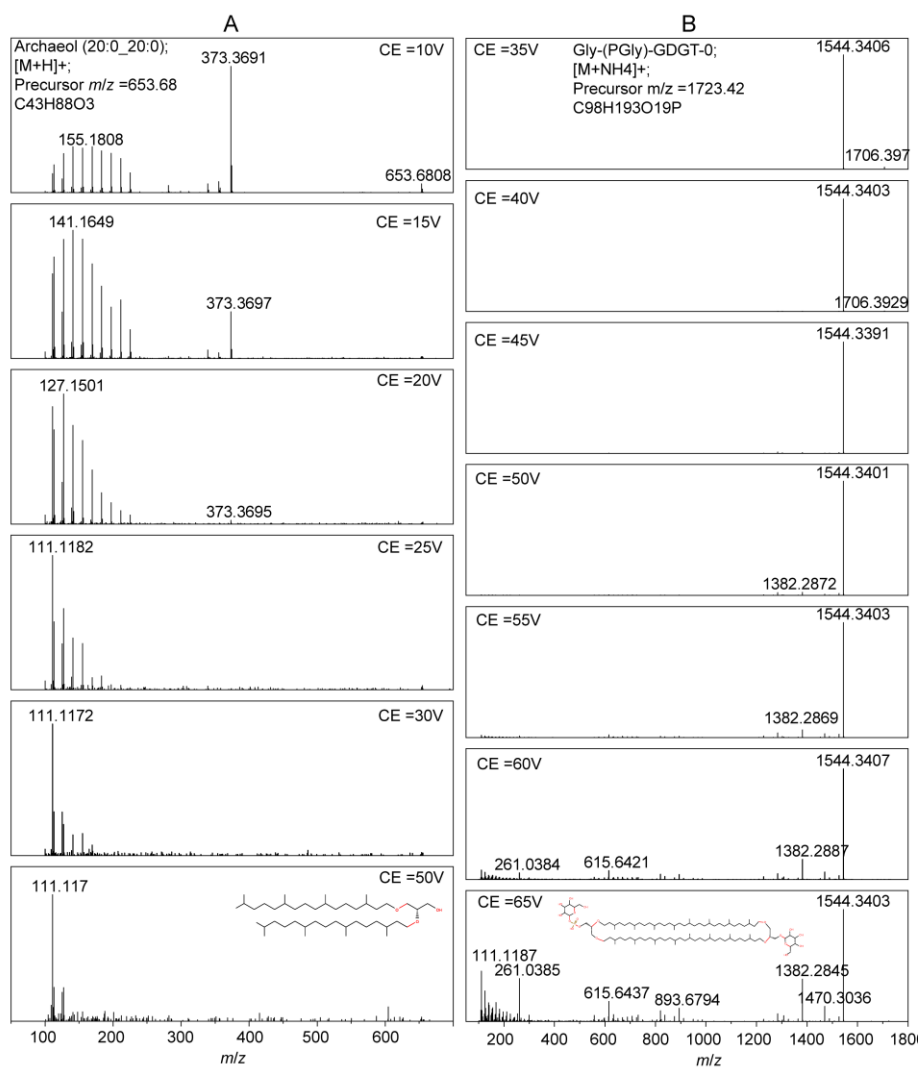 A
Archaeol (20:0_20:0);
[M+H]+;
Precursor m/z =653.68
C43H88O3
CE =10V
373.3691
155.1808
653.6808
CE =15V
141.1649
373.3697
CE =20V
127.1501
373.3695
CE =25V
111.1182
CE =30V
111.1172
CE =50V
111.117
100 200 300 400 500 600
m/z
B
CE =35V
Gly-(PGly)-GDGT-0;
[M+NH4]+;
Precursor m/z =1723.42
C98H193O19P
1544.3406
1706.397
CE =40V
1544.3403
1706.3929
CE =45V
1544.3391
CE =50V
1544.3401
1382.2872
CE =55V
1544.3403
1382.2869
CE =60V
1544.3407
1382.2887
261.0384
615.6421
CE =65V
1544.3403
111.1187
261.0385
615.6437
893.6794
1382.2845
1470.3036
200 400 600 800 1000 1200 1400 1600 1800
m/z